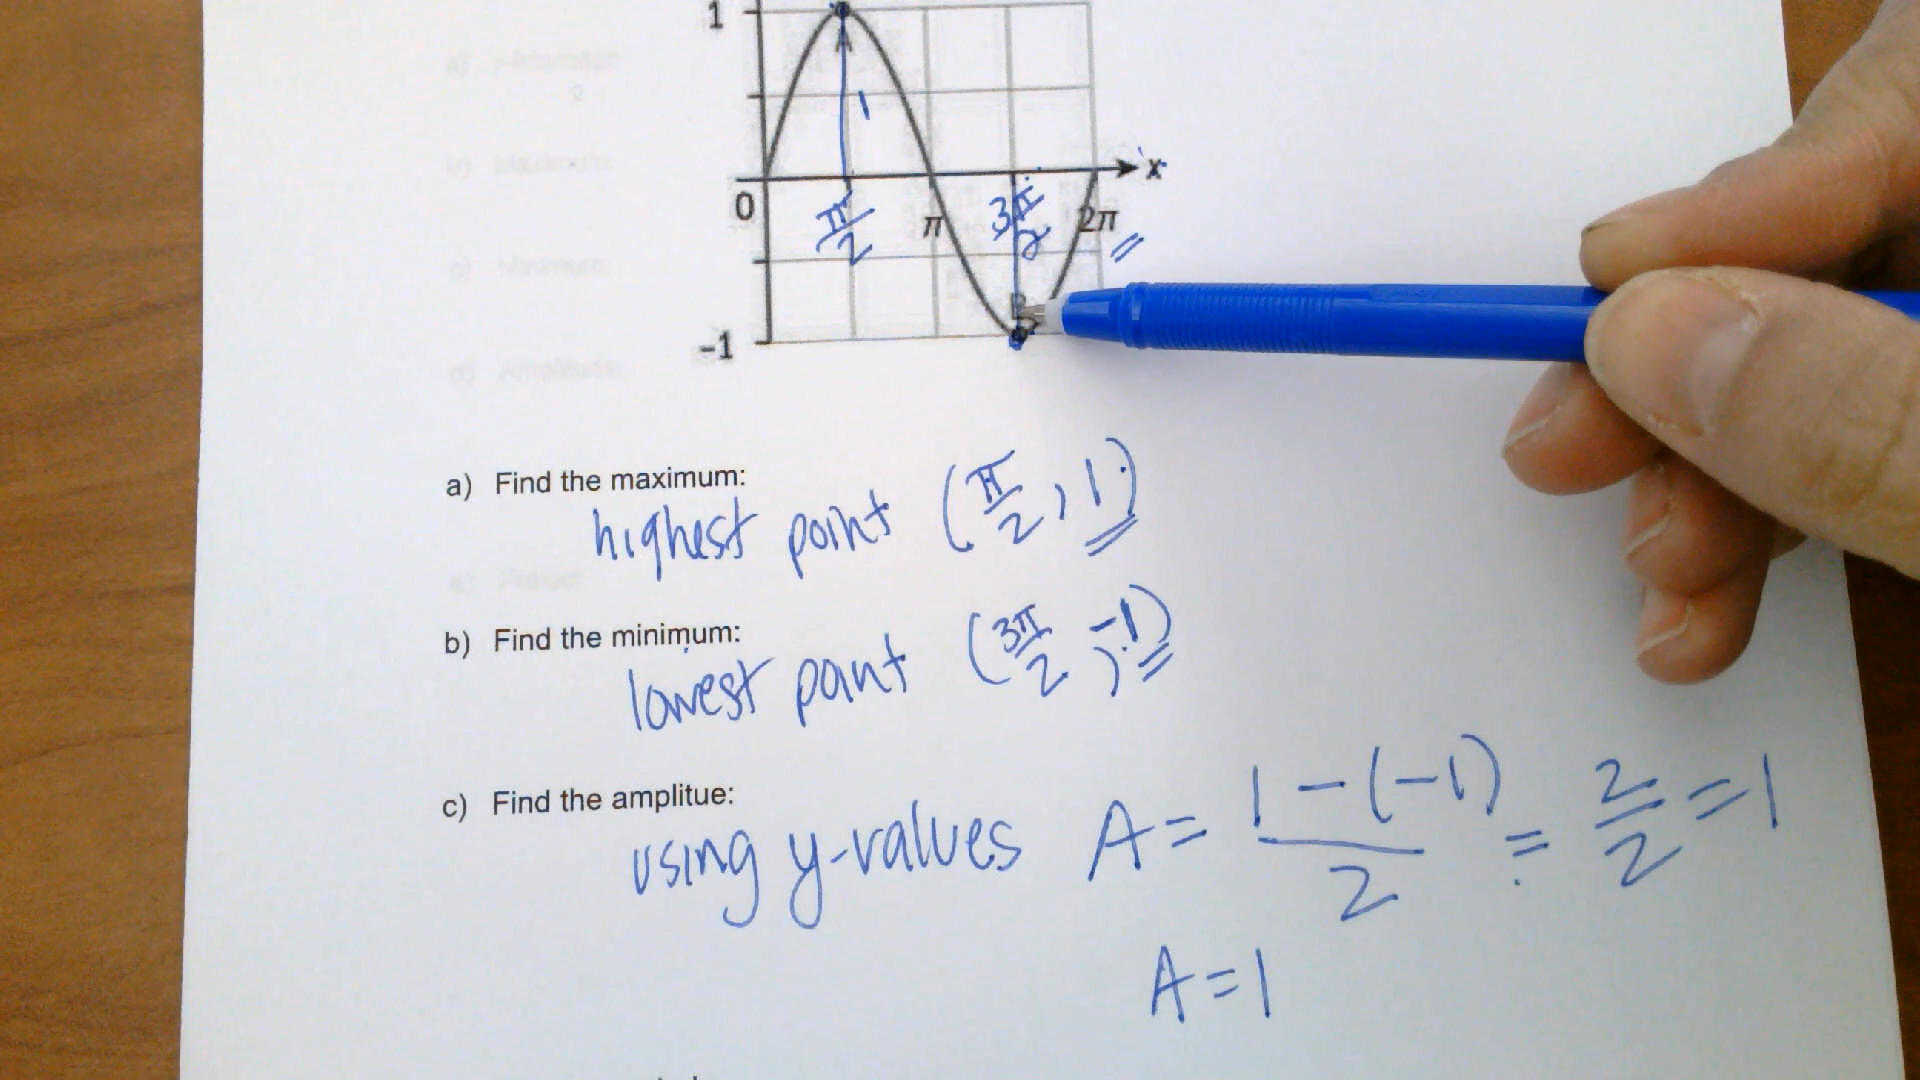 1
A
1
x
0
π/2
π
3π/2
2π
B
-1
a) Find the maximum:
highest point (π/2, 1)
b) Find the minimum:
lowest point (3π/2, -1)
c) Find the amplitue:
using y-values A = 1-(-1)/2 = 2/2 = 1
A = 1